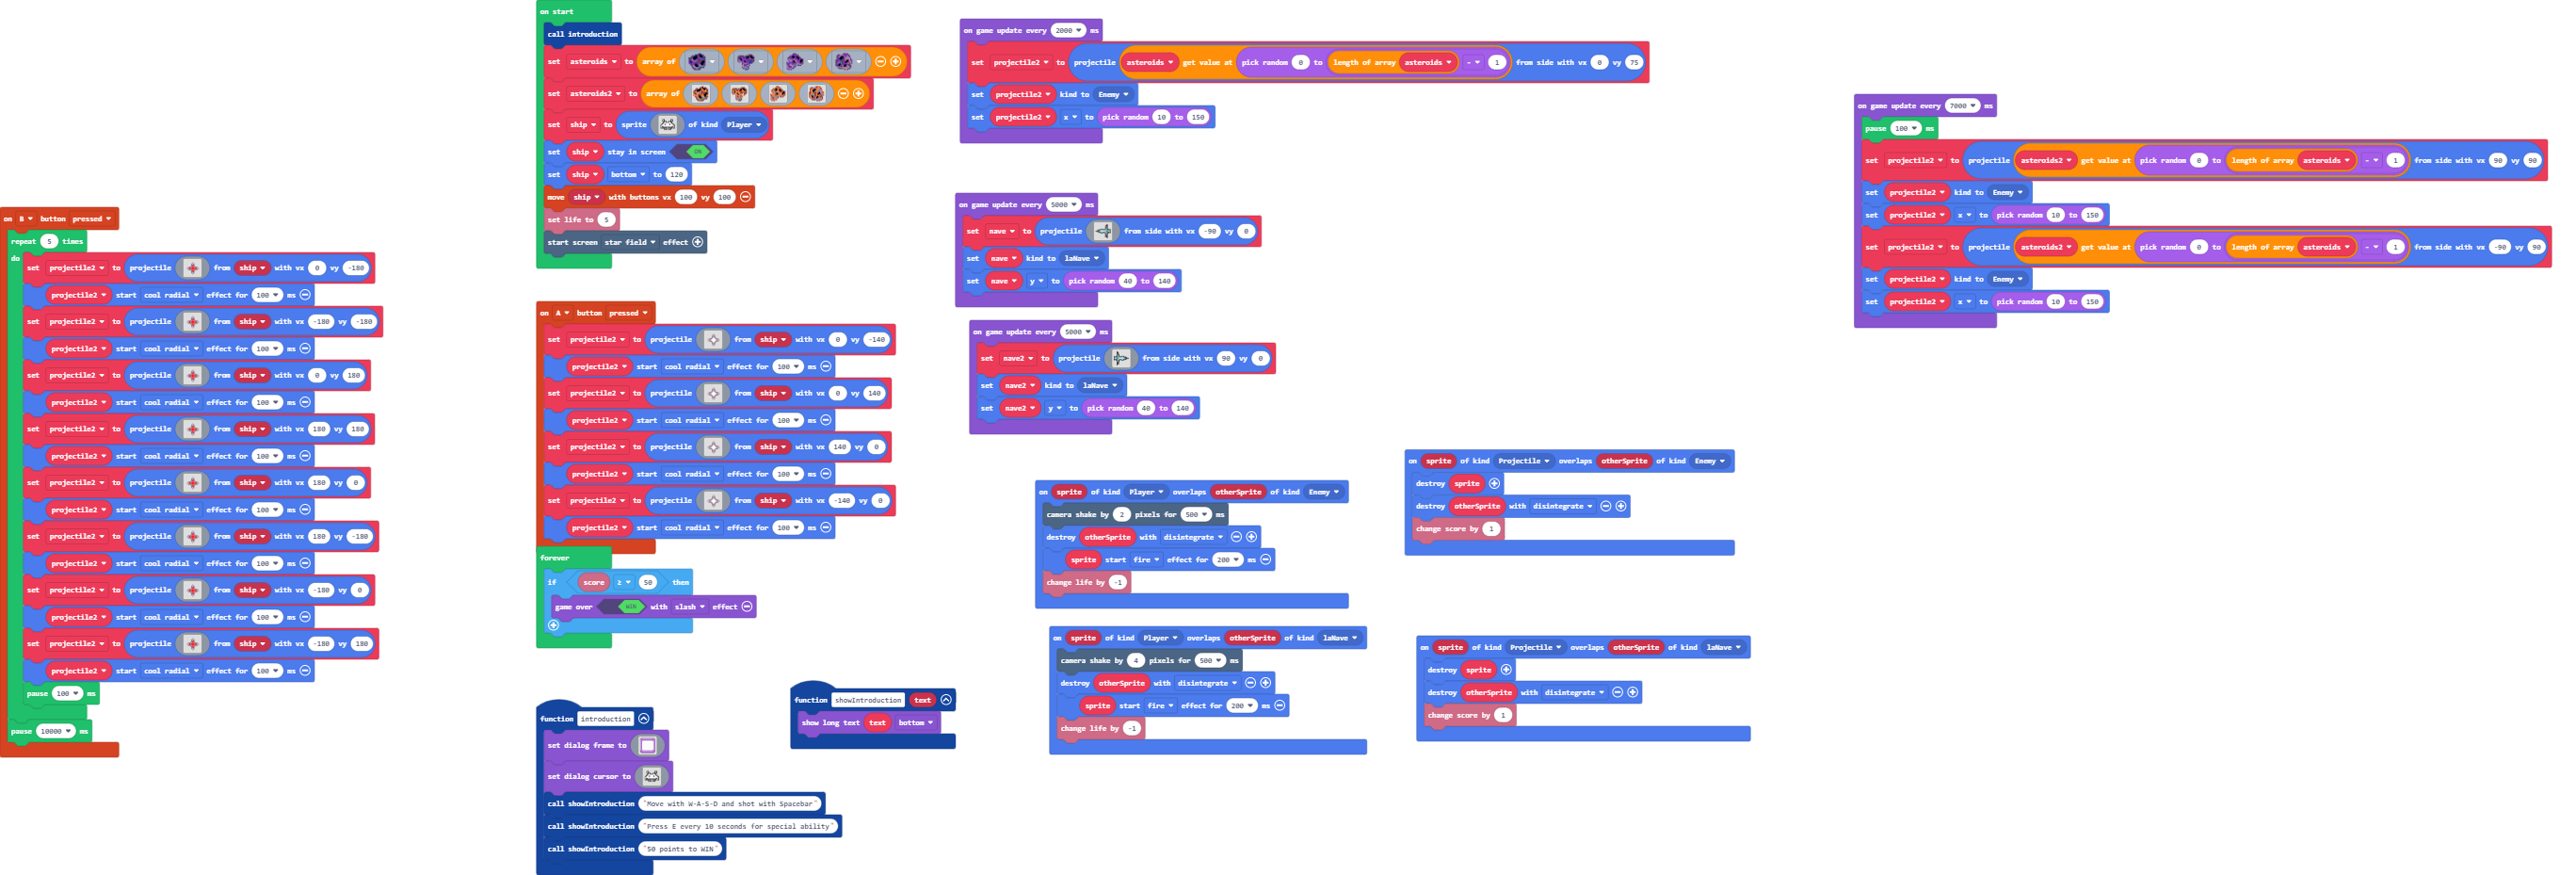 on B button pressed
repeat 5 times
do
set projectile2 to projectile from ship with vx 0 vy -180
projectile2 start cool radial effect for 100 ms
set projectile2 to projectile from ship with vx -180 vy -180
projectile2 start cool radial effect for 100 ms
set projectile2 to projectile from ship with vx 0 vy 180
projectile2 start cool radial effect for 100 ms
set projectile2 to projectile from ship with vx 180 vy 180
projectile2 start cool radial effect for 100 ms
set projectile2 to projectile from ship with vx 180 vy 0
projectile2 start cool radial effect for 100 ms
set projectile2 to projectile from ship with vx 180 vy -180
projectile2 start cool radial effect for 100 ms
set projectile2 to projectile from ship with vx -180 vy 0
projectile2 start cool radial effect for 100 ms
set projectile2 to projectile from ship with vx -180 vy 180
projectile2 start cool radial effect for 100 ms
pause 100 ms
pause 10000 ms
on start
call introduction
set asteroids to array of
set asteroids2 to array of
set ship to sprite of kind Player
set ship stay in screen ON
set ship bottom to 120
move ship with buttons vx 100 vy 100
set life to 5
start screen star field effect
on A button pressed
set projectile2 to projectile from ship with vx 0 vy -140
projectile2 start cool radial effect for 100 ms
set projectile2 to projectile from ship with vx 0 vy 140
projectile2 start cool radial effect for 100 ms
set projectile2 to projectile from ship with vx 140 vy 0
projectile2 start cool radial effect for 100 ms
set projectile2 to projectile from ship with vx -140 vy 0
projectile2 start cool radial effect for 100 ms
forever
if score ≥ 50 then
game over WIN with slash effect
function introduction
set dialog frame to
set dialog cursor to
call showIntroduction "Move with W-A-S-D and shot with Spacebar"
call showIntroduction "Press E every 10 seconds for special ability"
call showIntroduction "50 points to WIN"
function showIntroduction text
show long text text bottom
on game update every 2000 ms
set projectile2 to projectile asteroids get value at pick random 0 to length of array asteroids - 1 from side with vx 0 vy 75
set projectile2 kind to Enemy
set projectile2 x to pick random 10 to 150
on game update every 5000 ms
set nave to projectile from side with vx -90 vy 0
set nave kind to laNave
set nave y to pick random 40 to 140
on game update every 5000 ms
set nave2 to projectile from side with vx 90 vy 0
set nave2 kind to laNave
set nave2 y to pick random 40 to 140
on sprite of kind Player overlaps otherSprite of kind Enemy
camera shake by 2 pixels for 500 ms
destroy otherSprite with disintegrate
sprite start fire effect for 200 ms
change life by -1
on sprite of kind Player overlaps otherSprite of kind laNave
camera shake by 4 pixels for 500 ms
destroy otherSprite with disintegrate
sprite start fire effect for 200 ms
change life by -1
on sprite of kind Projectile overlaps otherSprite of kind Enemy
destroy sprite
destroy otherSprite with disintegrate
change score by 1
on sprite of kind Projectile overlaps otherSprite of kind laNave
destroy sprite
destroy otherSprite with disintegrate
change score by 1
on game update every 7000 ms
pause 100 ms
set projectile2 to projectile asteroids2 get value at pick random 0 to length of array asteroids - 1 from side with vx 90 vy 90
set projectile2 kind to Enemy
set projectile2 x to pick random 10 to 150
set projectile2 to projectile asteroids2 get value at pick random 0 to length of array asteroids - 1 from side with vx -90 vy 90
set projectile2 kind to Enemy
set projectile2 x to pick random 10 to 150